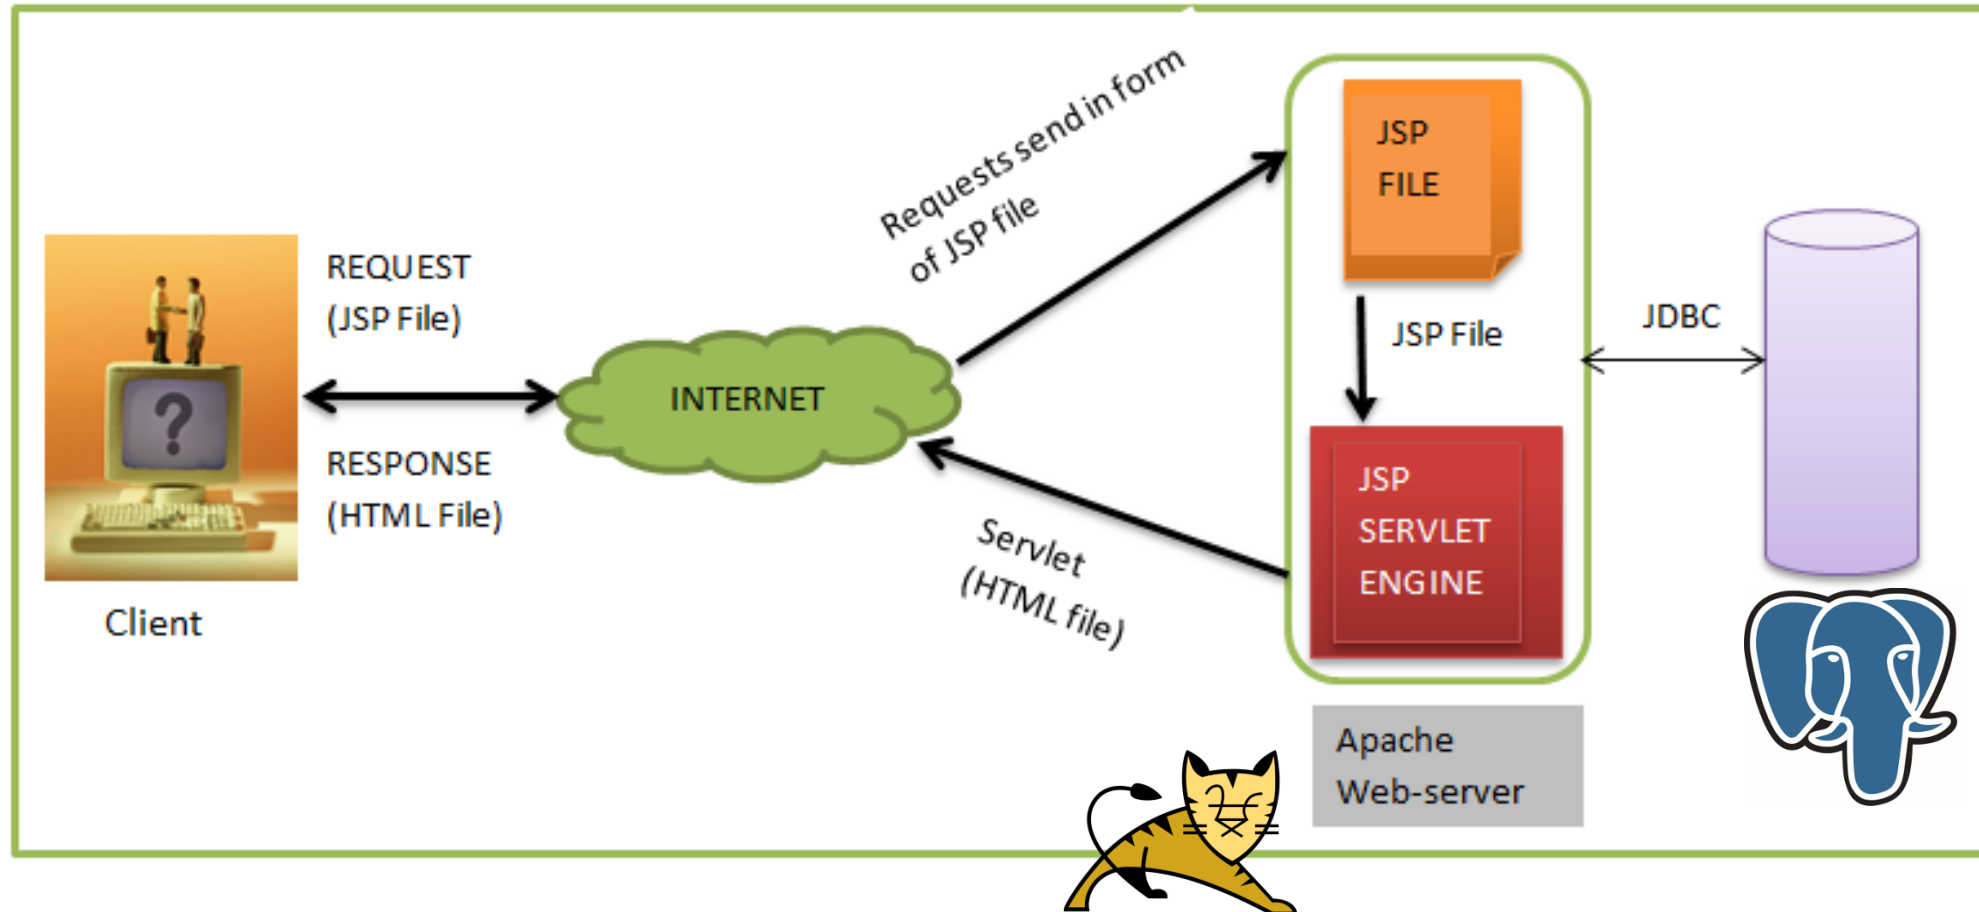 REQUEST
(JSP File)
RESPONSE
(HTML File)
Client
INTERNET
Requests send in form
of JSP file
Servlet
(HTML file)
JSP
FILE
JSP File
JSP
SERVLET
ENGINE
Apache
Web-server
JDBC
?